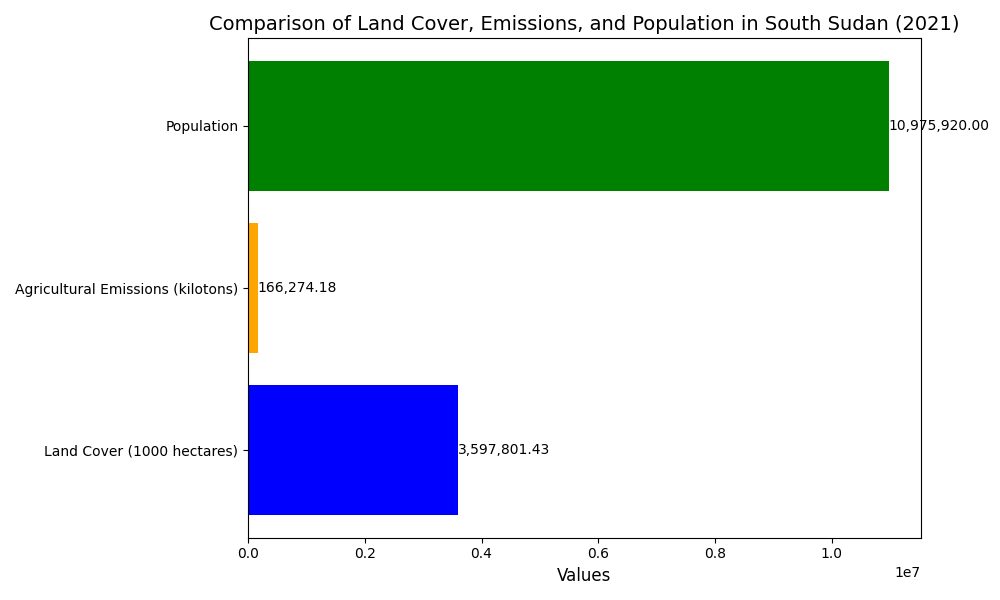 Comparison of Land Cover, Emissions, and Population in South Sudan (2021)
Population
10,975,920.00
Agricultural Emissions (kilotons)
166,274.18
Land Cover (1000 hectares)
3,597,801.43
0.0 0.2 0.4 0.6 0.8 1.0
1e7
Values